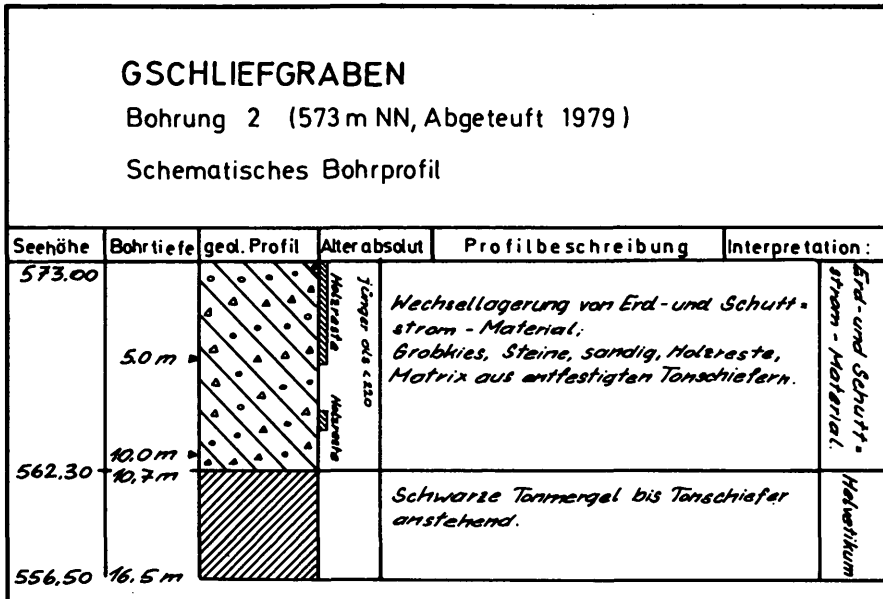 GSCHLIEFGRABEN
Bohrung 2 (573 m NN, Abgeteuft 1979)
Schematisches Bohrprofil
Seehöhe Bohrtiefe geol. Profil Alter absolut Profilbeschreibung Interpretation:
573.00
5.0 m
10.0 m
562.30 10,7 m
556,50 16.5 m
Holzreste
Holzreste
jünger als < 220
Wechsellagerung von Erd- und Schutt=
strom - Material;
Grobkies, Steine, sandig, Holzreste,
Matrix aus entfestigten Tonschiefern.
Erd- und Schutt=
strom - Material.
Schwarze Tonmergel bis Tonschiefer
anstehend.
Helvetikum